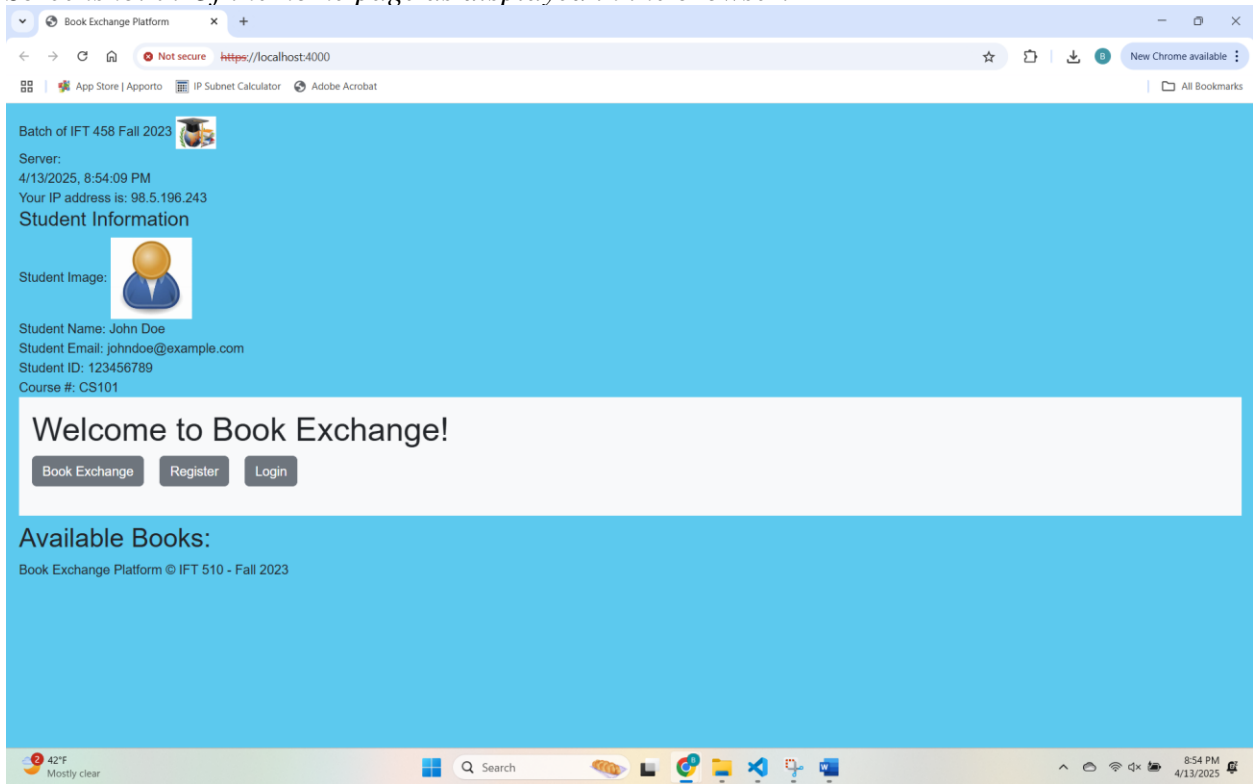 Book Exchange Platform
Not secure https://localhost:4000
New Chrome available
App Store | Apporto IP Subnet Calculator Adobe Acrobat
All Bookmarks
Batch of IFT 458 Fall 2023
Server:
4/13/2025, 8:54:09 PM
Your IP address is: 98.5.196.243
Student Information
Student Image:
Student Name: John Doe
Student Email: johndoe@example.com
Student ID: 123456789
Course #: CS101
Welcome to Book Exchange!
Book Exchange Register Login
Available Books:
Book Exchange Platform © IFT 510 - Fall 2023
2 42°F
Mostly clear
Search
8:54 PM
4/13/2025